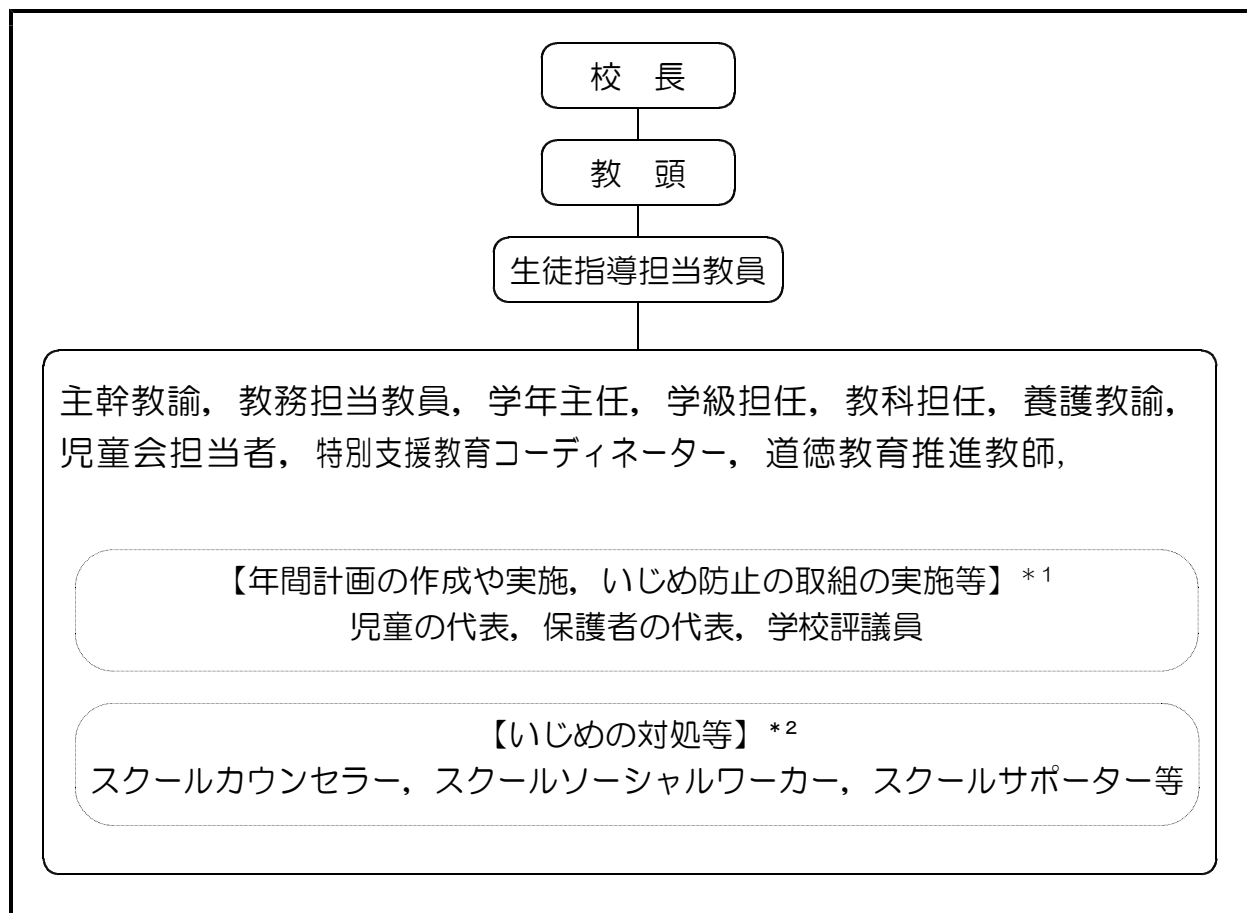 校　長
教　頭
生徒指導担当教員
主幹教諭，教務担当教員，学年主任，学級担任，教科担任，養護教諭，
児童会担当者，特別支援教育コーディネーター，道徳教育推進教師，
【年間計画の作成や実施，いじめ防止の取組の実施等】*1
児童の代表，保護者の代表，学校評議員
【いじめの対処等】*2
スクールカウンセラー，スクールソーシャルワーカー，スクールサポーター等